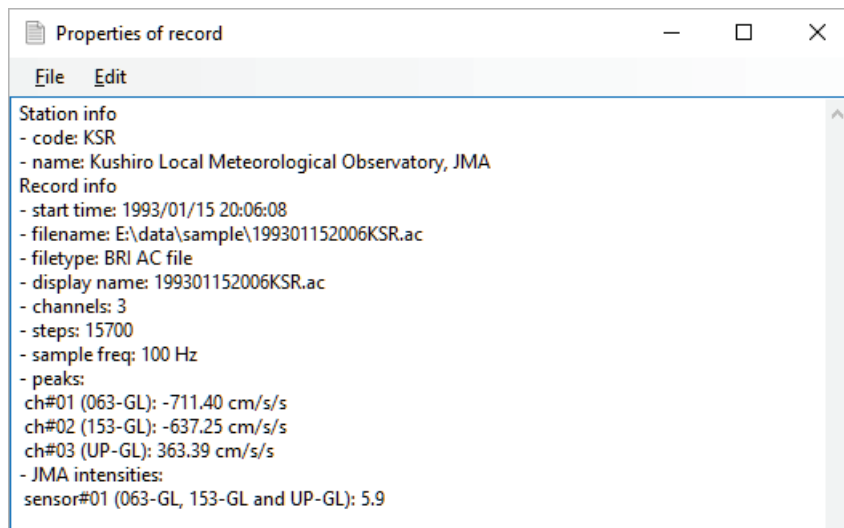 Properties of record
File Edit
Station info
- code: KSR
- name: Kushiro Local Meteorological Observatory, JMA
Record info
- start time: 1993/01/15 20:06:08
- filename: E:\data\sample\199301152006KSR.ac
- filetype: BRI AC file
- display name: 199301152006KSR.ac
- channels: 3
- steps: 15700
- sample freq: 100 Hz
- peaks:
ch#01 (063-GL): -711.40 cm/s/s
ch#02 (153-GL): -637.25 cm/s/s
ch#03 (UP-GL): 363.39 cm/s/s
- JMA intensities:
sensor#01 (063-GL, 153-GL and UP-GL): 5.9